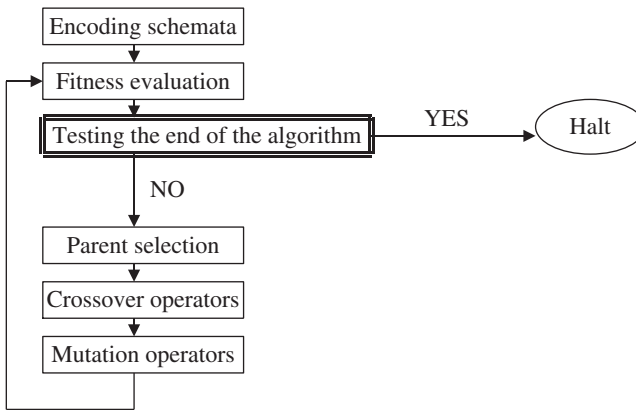 Encoding schemata
Fitness evaluation
Testing the end of the algorithm
YES
Halt
NO
Parent selection
Crossover operators
Mutation operators